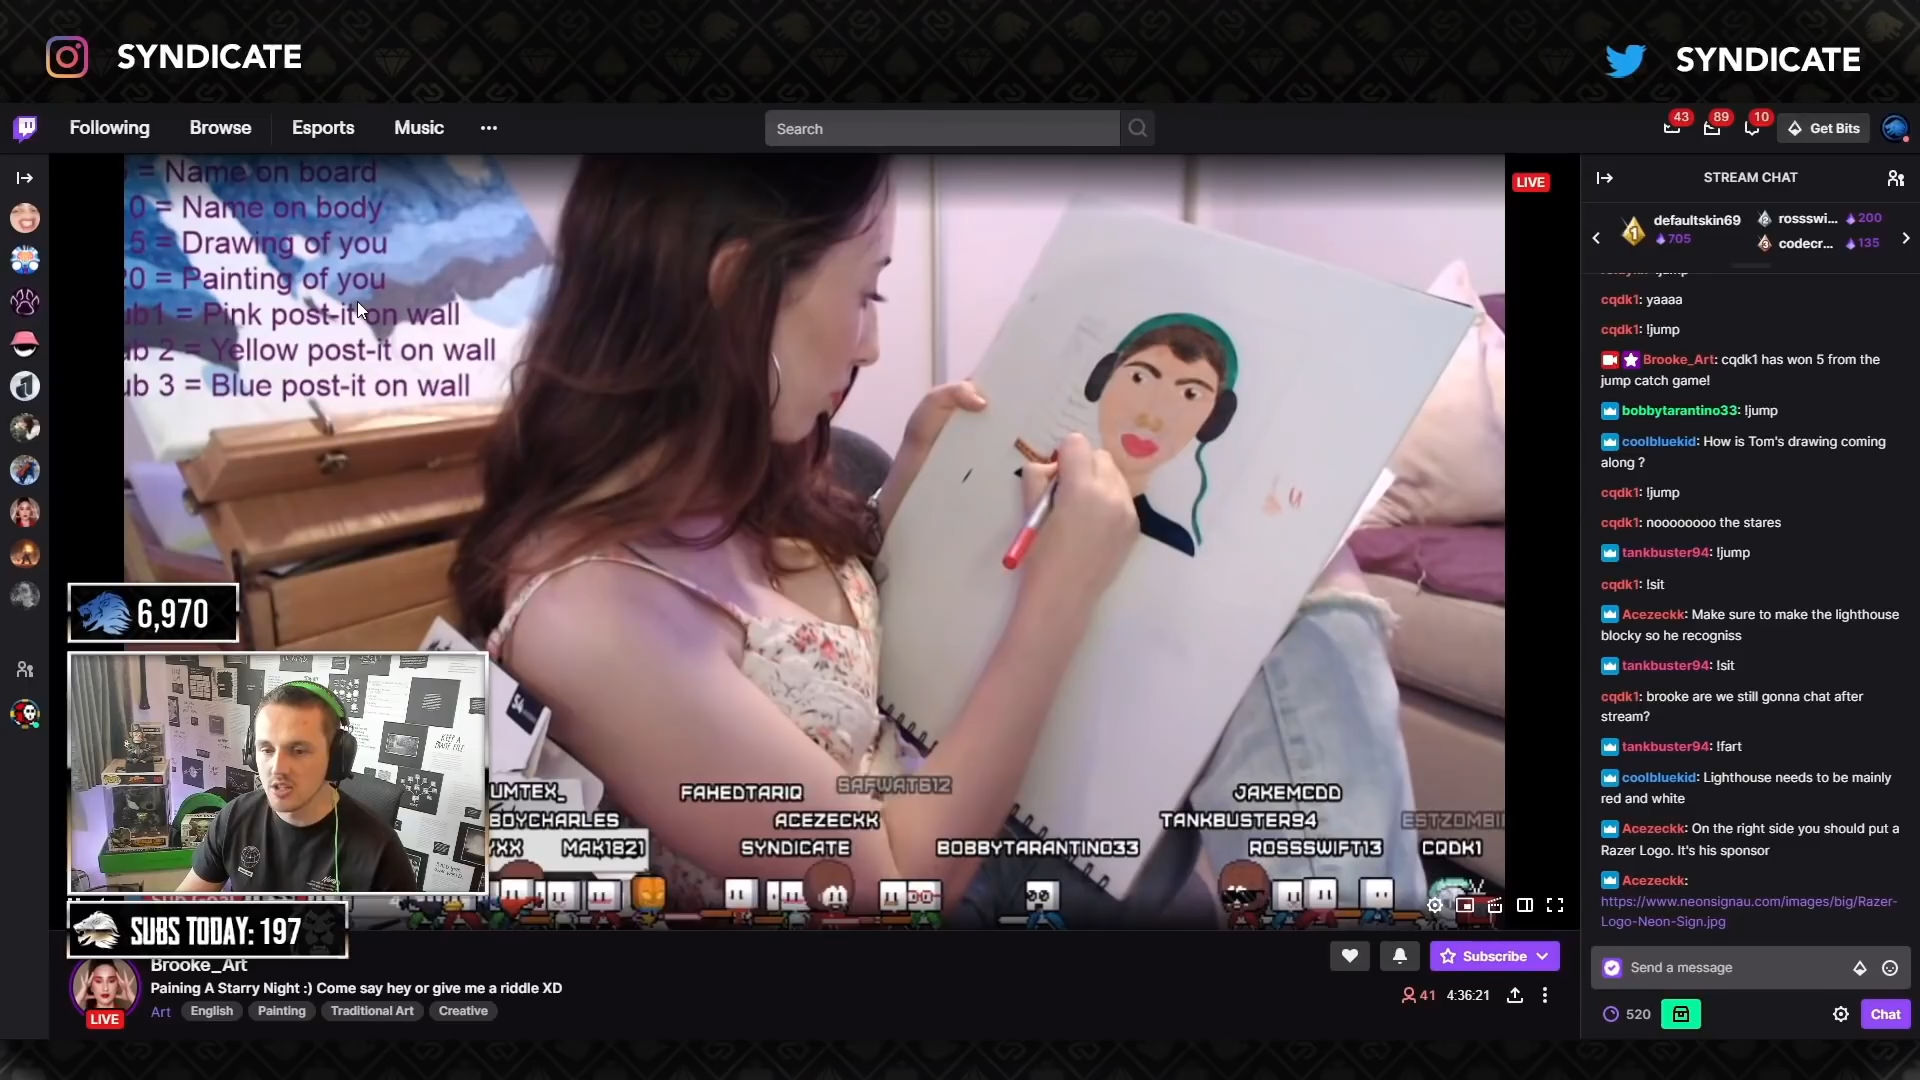 SYNDICATE
SYNDICATE
Following
Browse
Esports
Music
Search
43
89
10
Get Bits
= Name on board
0 = Name on body
5 = Drawing of you
20 = Painting of you
ub1 = Pink post-it on wall
ub 2 = Yellow post-it on wall
ub 3 = Blue post-it on wall
LIVE
6,970
UMTEX_
FAHEDTARIQ
SAFWAT612
JAKEMCDD
BOYCHARLES
ACEZECKK
TANKBUSTER94
ESTZOMBI
YXX
MAK1821
SYNDICATE
BOBBYTARANTINO33
ROSSSWIFT13
CQDK1
SUBS TODAY: 197
Brooke_Art
Paining A Starry Night :) Come say hey or give me a riddle XD
LIVE
Art
English
Painting
Traditional Art
Creative
Subscribe
41
4:36:21
STREAM CHAT
1
defaultskin69
705
2
rossswi...
200
3
codecr...
135
cqdk1: yaaaa
cqdk1: !jump
Brooke_Art: cqdk1 has won 5 from the
jump catch game!
bobbytarantino33: !jump
coolbluekid: How is Tom's drawing coming
along ?
cqdk1: !jump
cqdk1: noooooooo the stares
tankbuster94: !jump
cqdk1: !sit
Acezeckk: Make sure to make the lighthouse
blocky so he recogniss
tankbuster94: !sit
cqdk1: brooke are we still gonna chat after
stream?
tankbuster94: !fart
coolbluekid: Lighthouse needs to be mainly
red and white
Acezeckk: On the right side you should put a
Razer Logo. It's his sponsor
Acezeckk:
https://www.neonsignau.com/images/big/Razer-
Logo-Neon-Sign.jpg
Send a message
520
Chat